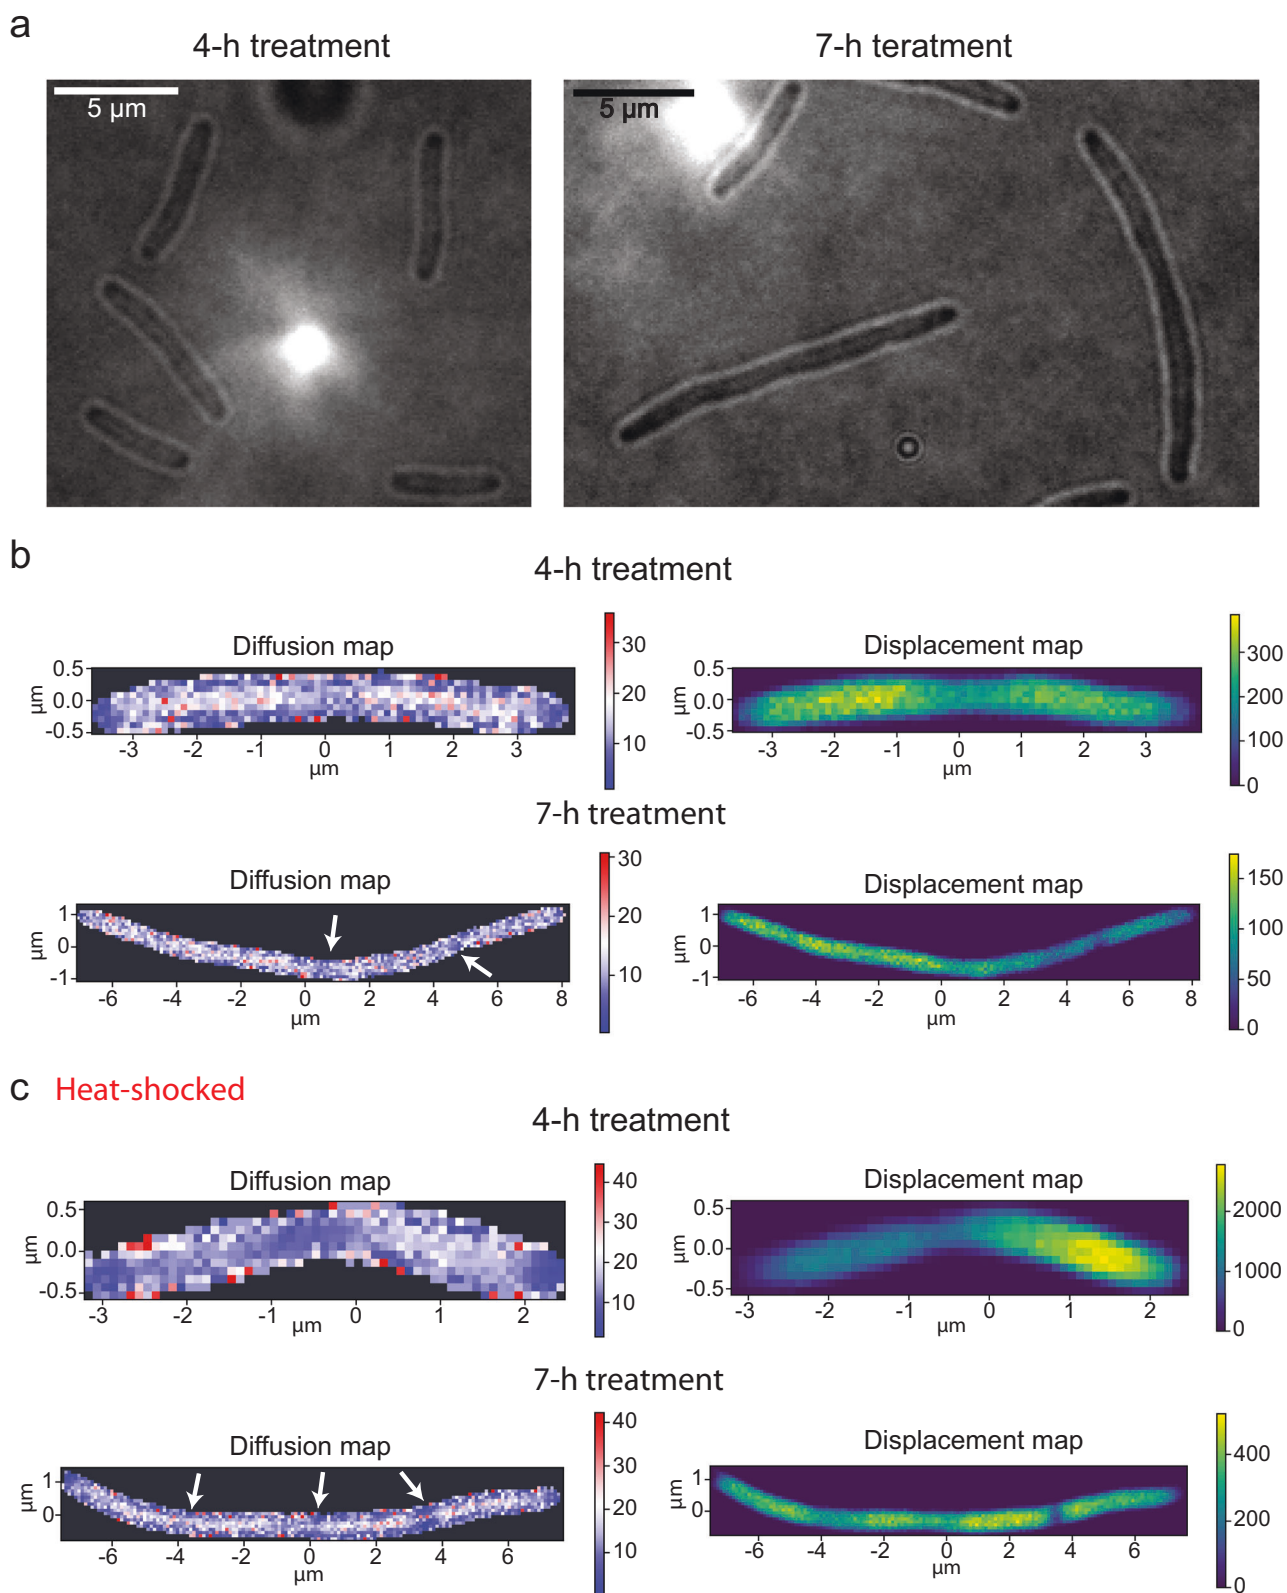 a
4-h treatment
7-h teratment
5 µm
5 µm
b
4-h treatment
Diffusion map
Displacement map
0.5
0.0
-0.5
µm
-3 -2 -1 0 1 2 3
µm
30
20
10
0.5
0.0
-0.5
µm
-3 -2 -1 0 1 2 3
µm
300
200
100
0
7-h treatment
Diffusion map
Displacement map
1
0
-1
µm
-6 -4 -2 0 2 4 6 8
µm
30
20
10
1
0
-1
µm
-6 -4 -2 0 2 4 6 8
µm
150
100
50
0
c Heat-shocked
4-h treatment
Diffusion map
Displacement map
0.5
0.0
-0.5
µm
-3 -2 -1 0 1 2
µm
40
30
20
10
0.5
0.0
-0.5
µm
-3 -2 -1 0 1 2
µm
2000
1000
0
7-h treatment
Diffusion map
Displacement map
1
0
µm
-6 -4 -2 0 2 4 6
µm
40
30
20
10
1
0
µm
-6 -4 -2 0 2 4 6
µm
400
200
0